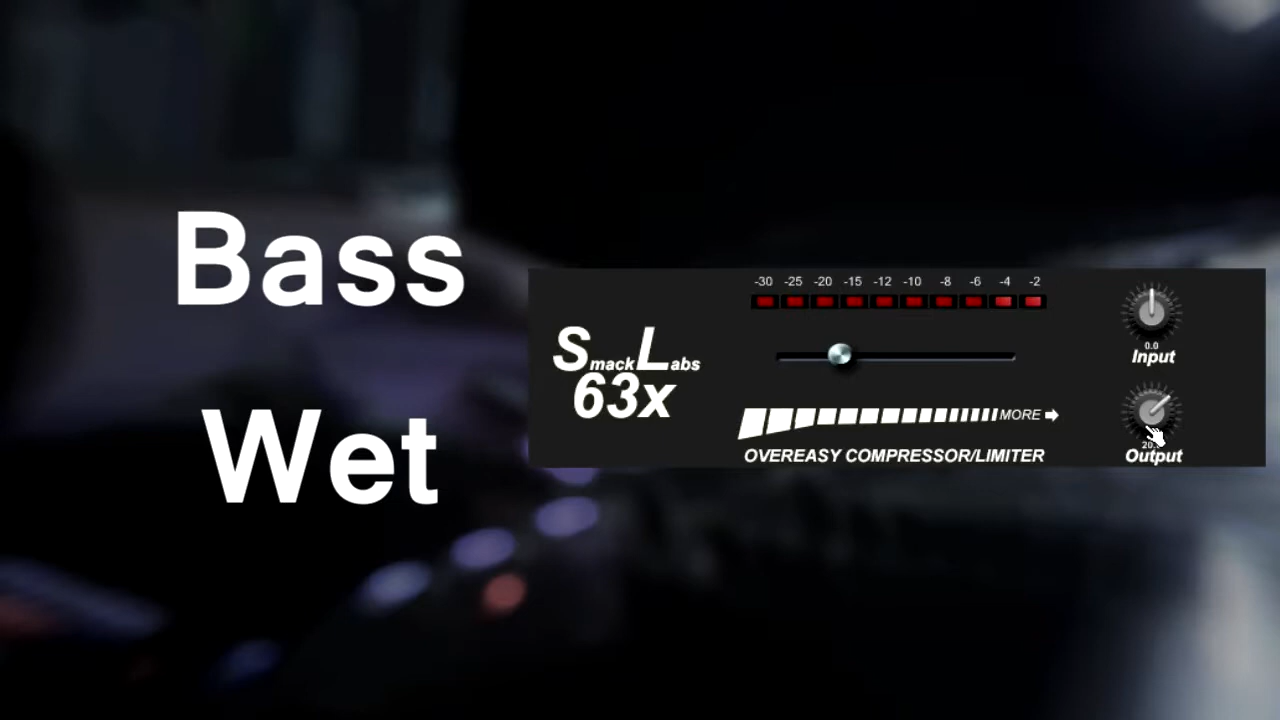 Bass
Wet
-30 -25 -20 -15 -12 -10 -8 -6 -4 -2
SmackLabs
63x
MORE
OVEREASY COMPRESSOR/LIMITER
0.0
Input
Output